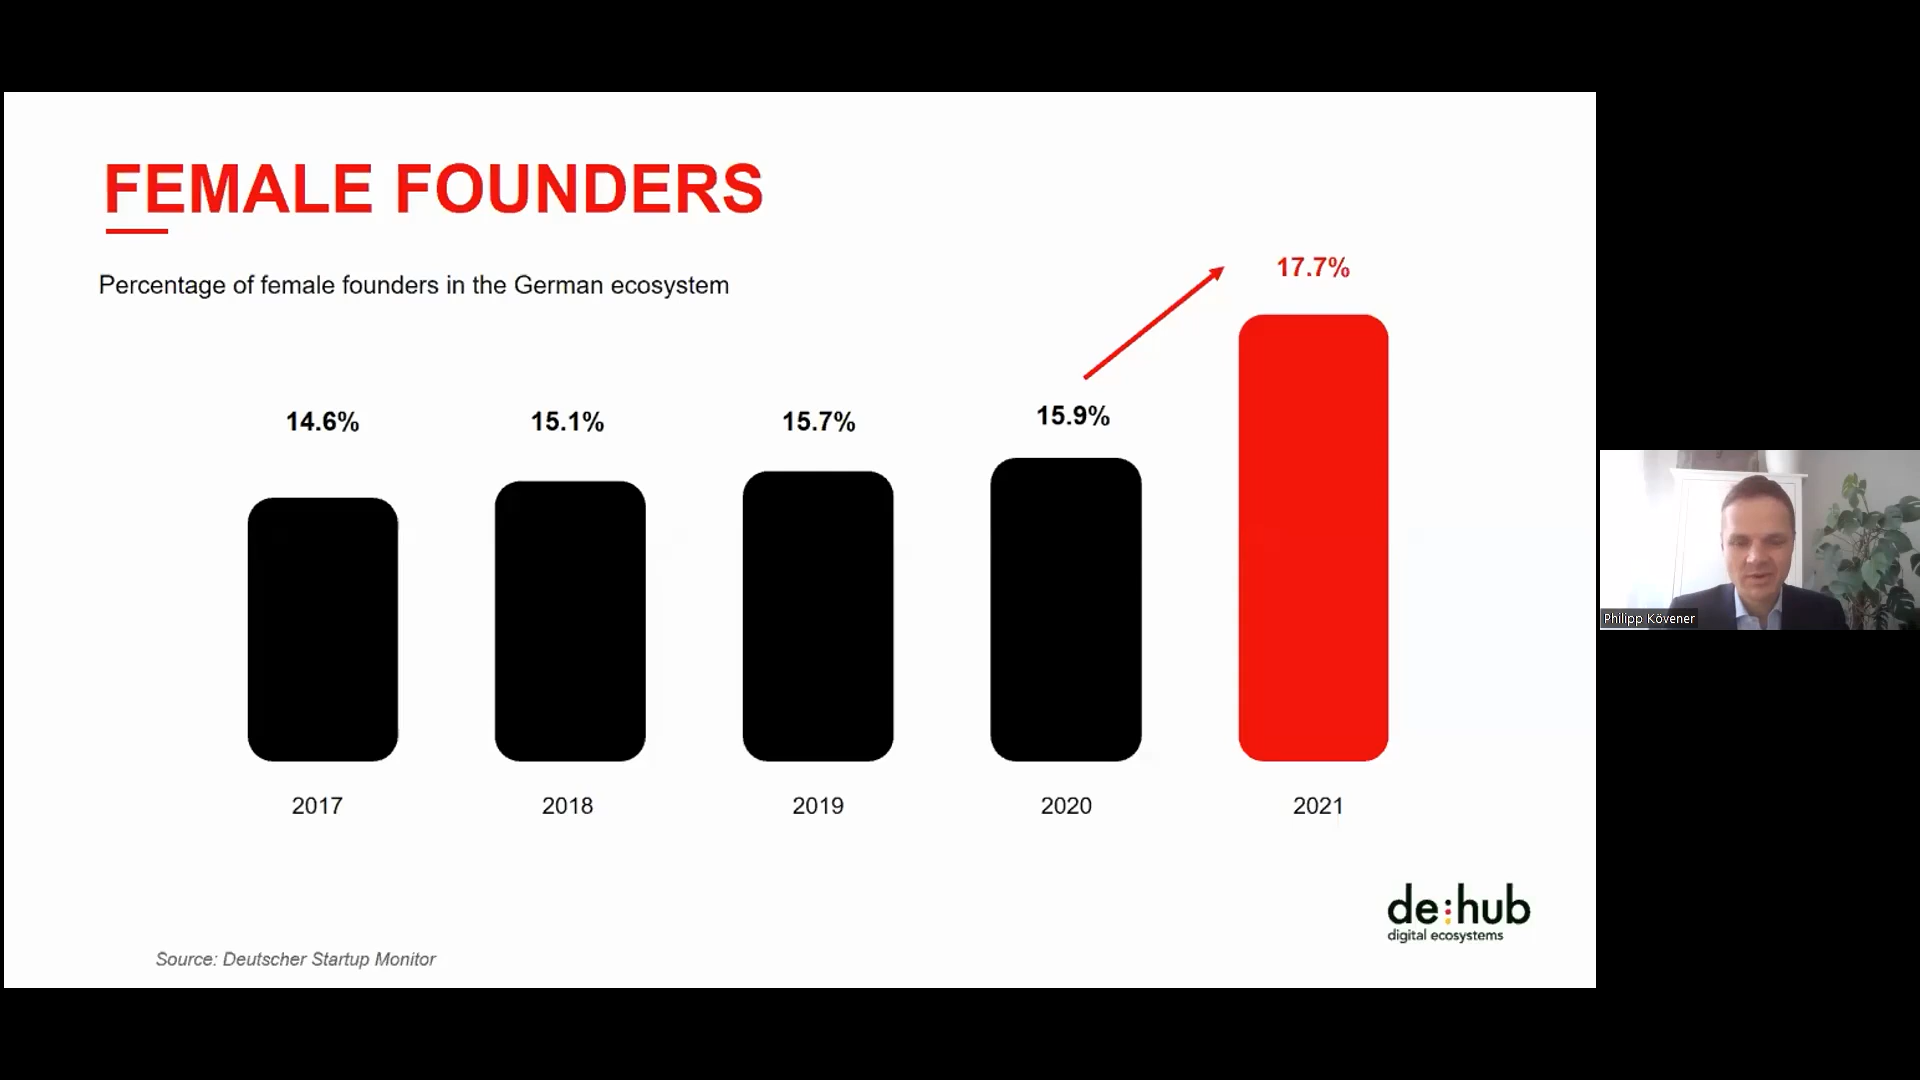 FEMALE FOUNDERS
Percentage of female founders in the German ecosystem
14.6%
15.1%
15.7%
15.9%
17.7%
2017
2018
2019
2020
2021
Philipp Kövener
de:hub
digital ecosystems
Source: Deutscher Startup Monitor